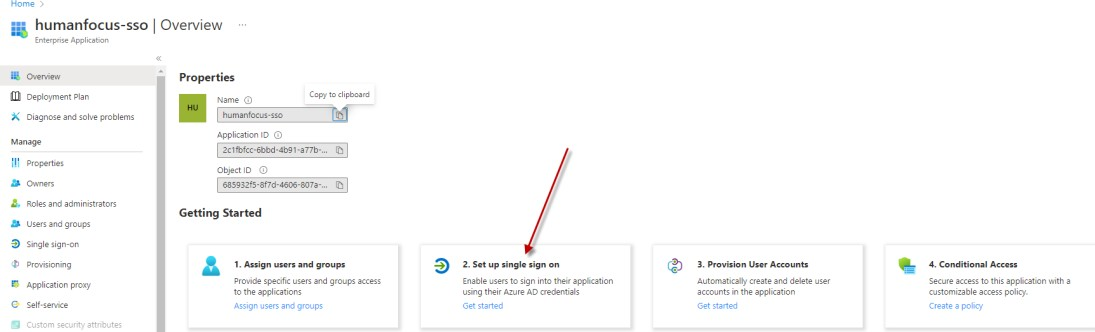 Home >
humanfocus-sso | Overview ...
Enterprise Application
«
Overview
Deployment Plan
Diagnose and solve problems
Manage
Properties
Owners
Roles and administrators
Users and groups
Single sign-on
Provisioning
Application proxy
Self-service
Custom security attributes
Properties
HU
Name
Copy to clipboard
humanfocus-sso
Application ID
2c1fbfcc-6bbd-4b91-a77b-...
Object ID
685932f5-8f7d-4606-807a-...
Getting Started
1. Assign users and groups
Provide specific users and groups access
to the applications
Assign users and groups
2. Set up single sign on
Enable users to sign into their application
using their Azure AD credentials
Get started
3. Provision User Accounts
Automatically create and delete user
accounts in the application
Get started
4. Conditional Access
Secure access to this application with a
customizable access policy.
Create a policy